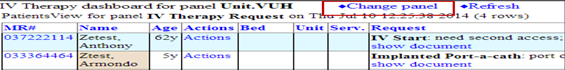 IV Therapy dashboard for panel Unit.VUH ◆Change panel ◆Refresh
PatientsView for panel IV Therapy Request on Thu Jul 10 12:25:38 2014 (4 rows)
MR# Name Age Actions Bed Unit Serv. Request
037222114 Ztest, Anthony 62y Actions IV Start: need second access;
show document
033364464 Ztest, Armondo 5y Actions Implanted Port-a-cath: port
show document